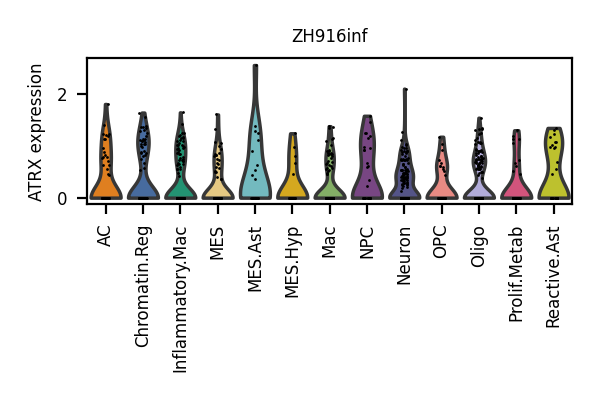 ZH916inf
ATRX expression
2
0
AC
Chromatin.Reg
Inflammatory.Mac
MES
MES.Ast
MES.Hyp
Mac
NPC
Neuron
OPC
Oligo
Prolif.Metab
Reactive.Ast